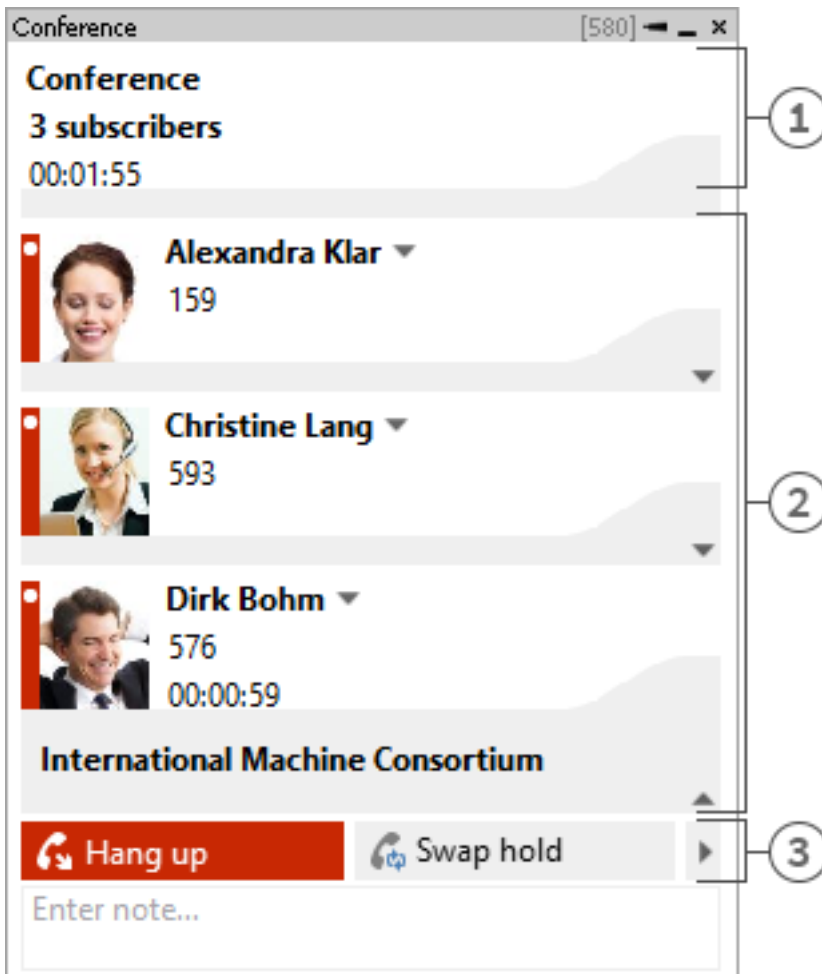 Conference [580]
Conference
3 subscribers
00:01:55
1
Alexandra Klar
159
Christine Lang
593
2
Dirk Bohm
576
00:00:59
International Machine Consortium
Hang up Swap hold
3
Enter note...